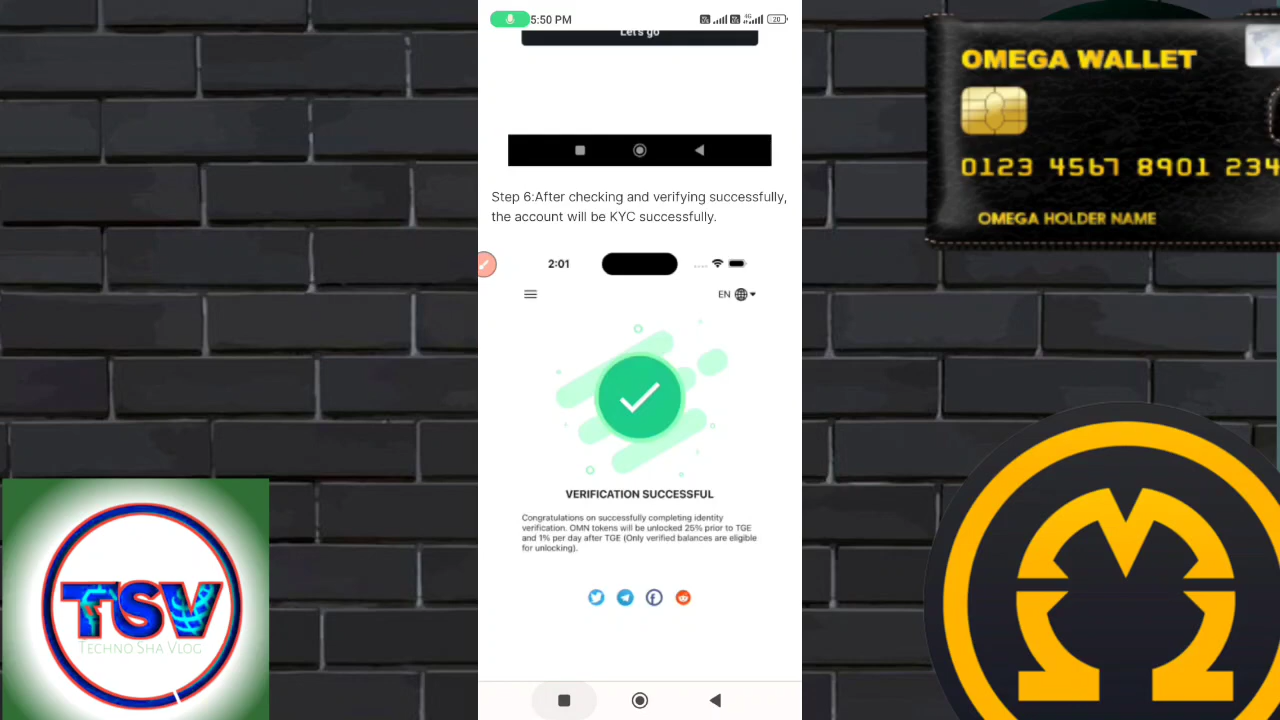 5:50 PM
4G
20
Let's go
Step 6:After checking and verifying successfully,
the account will be KYC successfully.
2:01
EN
VERIFICATION SUCCESSFUL
Congratulations on successfully completing identity
verification. OMN tokens will be unlocked 25% prior to TGE
and 1% per day after TGE (Only verified balances are eligible
for unlocking).
OMEGA WALLET
0123 4567 8901 234
OMEGA HOLDER NAME
TSV
TECHNO SHA VLOG